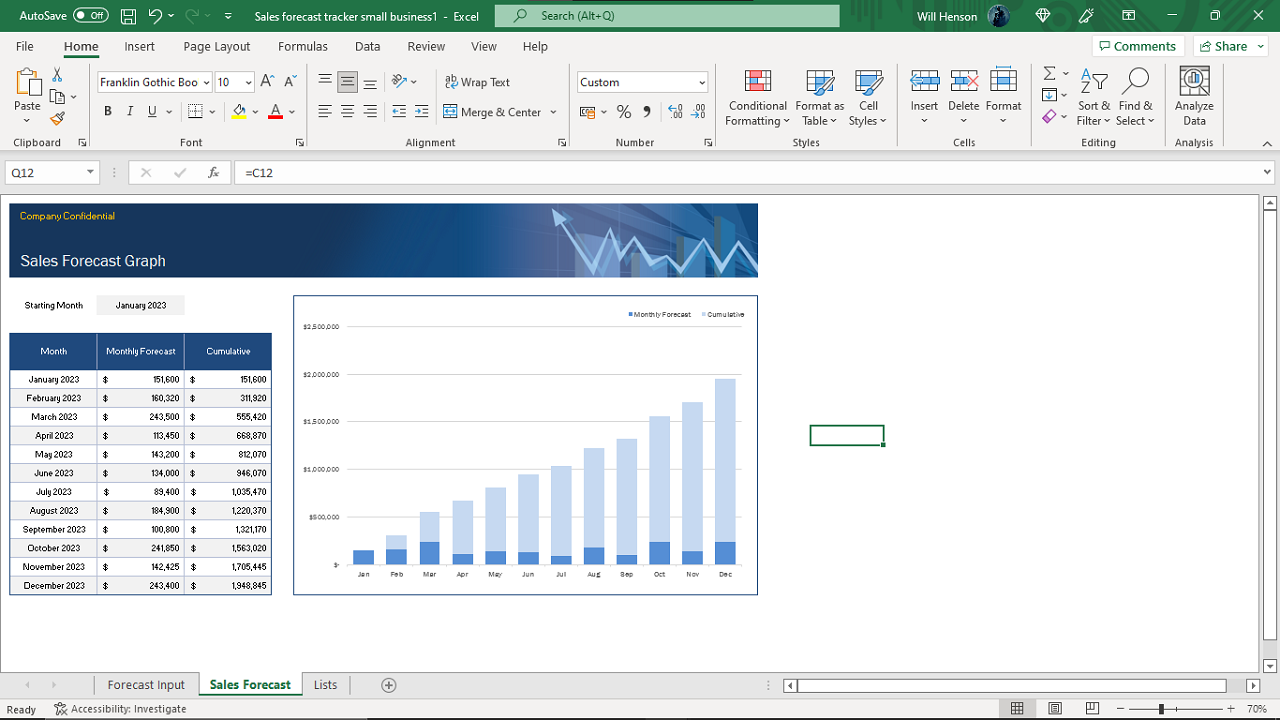 AutoSave Off Sales forecast tracker small business1 - Excel Search (Alt+Q) Will Henson
File Home Insert Page Layout Formulas Data Review View Help Comments Share
Paste Franklin Gothic Boo 10 A A B I U A ab Wrap Text Merge & Center Custom % Conditional Formatting Format as Table Cell Styles Insert Delete Format Sort & Filter Find & Select Analyze Data
Clipboard Font Alignment Number Styles Cells Editing Analysis
Q12 fx =C12
Company Confidential
Sales Forecast Graph
Starting Month January 2023
Month Monthly Forecast Cumulative
January 2023 $ 151,600 $ 151,600
February 2023 $ 160,320 $ 311,920
March 2023 $ 243,500 $ 555,420
April 2023 $ 113,450 $ 668,870
May 2023 $ 143,200 $ 812,070
June 2023 $ 134,000 $ 946,070
July 2023 $ 89,400 $ 1,035,470
August 2023 $ 184,900 $ 1,220,370
September 2023 $ 100,800 $ 1,321,170
October 2023 $ 241,850 $ 1,563,020
November 2023 $ 142,425 $ 1,705,445
December 2023 $ 243,400 $ 1,948,845
Monthly Forecast Cumulative
$2,500,000
$2,000,000
$1,500,000
$1,000,000
$500,000
$-
Jan Feb Mar Apr May Jun Jul Aug Sep Oct Nov Dec
Forecast Input Sales Forecast Lists
Ready Accessibility: Investigate 70%